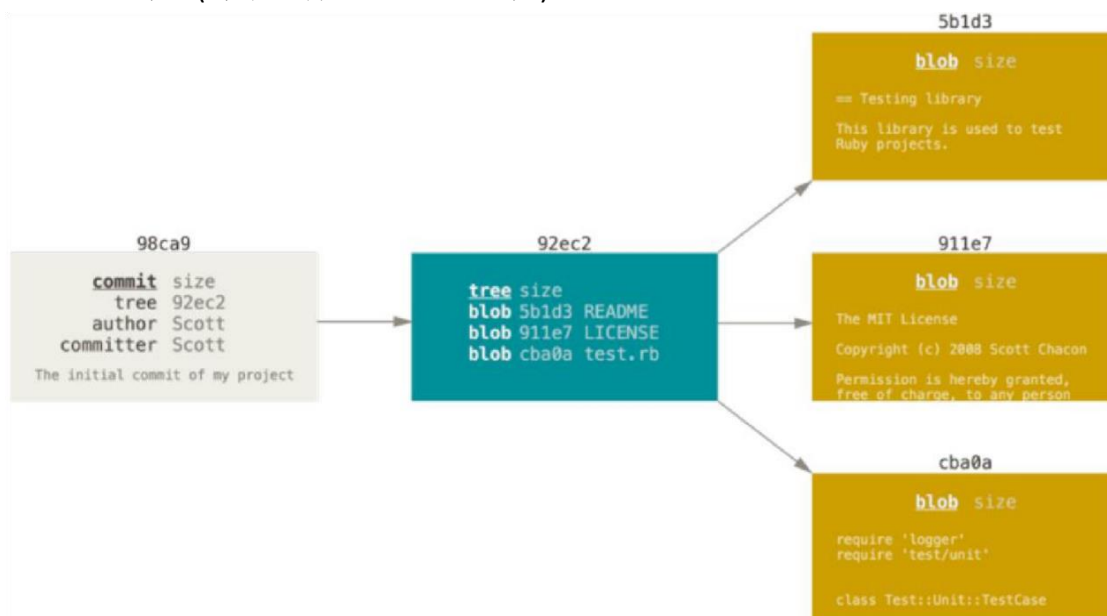 5b1d3
blob size
== Testing library
This library is used to test
Ruby projects.
98ca9
commit size
tree 92ec2
author Scott
committer Scott
The initial commit of my project
92ec2
tree size
blob 5b1d3 README
blob 911e7 LICENSE
blob cba0a test.rb
911e7
blob size
The MIT License
Copyright (c) 2008 Scott Chacon
Permission is hereby granted,
free of charge, to any person
cba0a
blob size
require 'logger'
require 'test/unit'
class Test::Unit::TestCase